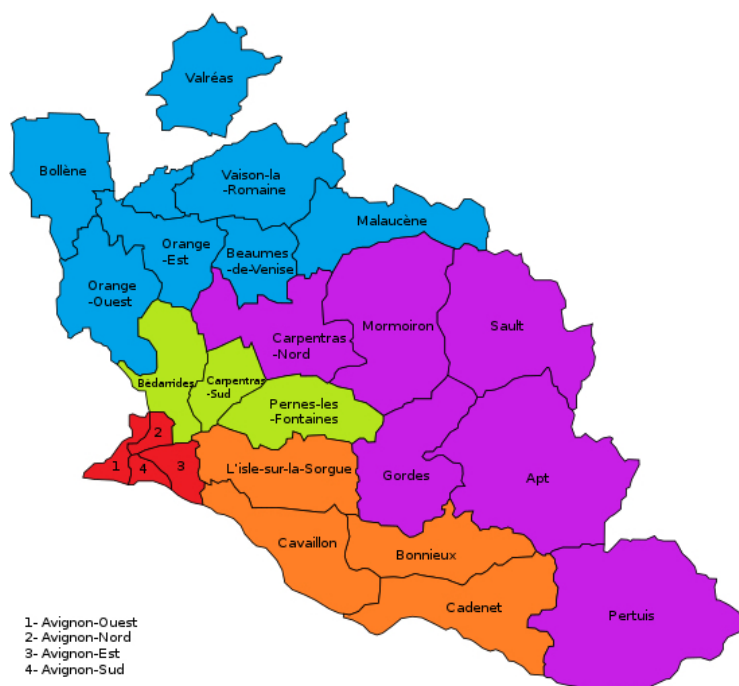 Valréas
Bollène
Vaison-la
-Romaine
Malaucène
Orange
-Est
Beaumes
-de-Venise
Orange
-Ouest
Mormoiron
Sault
Carpentras
-Nord
Bédarrides
Carpentras
-Sud
Pernes-les
-Fontaines
2
1
4
3
L'isle-sur-la-Sorgue
Gordes
Apt
Cavaillon
Bonnieux
Cadenet
Pertuis
1- Avignon-Ouest
2- Avignon-Nord
3- Avignon-Est
4- Avignon-Sud